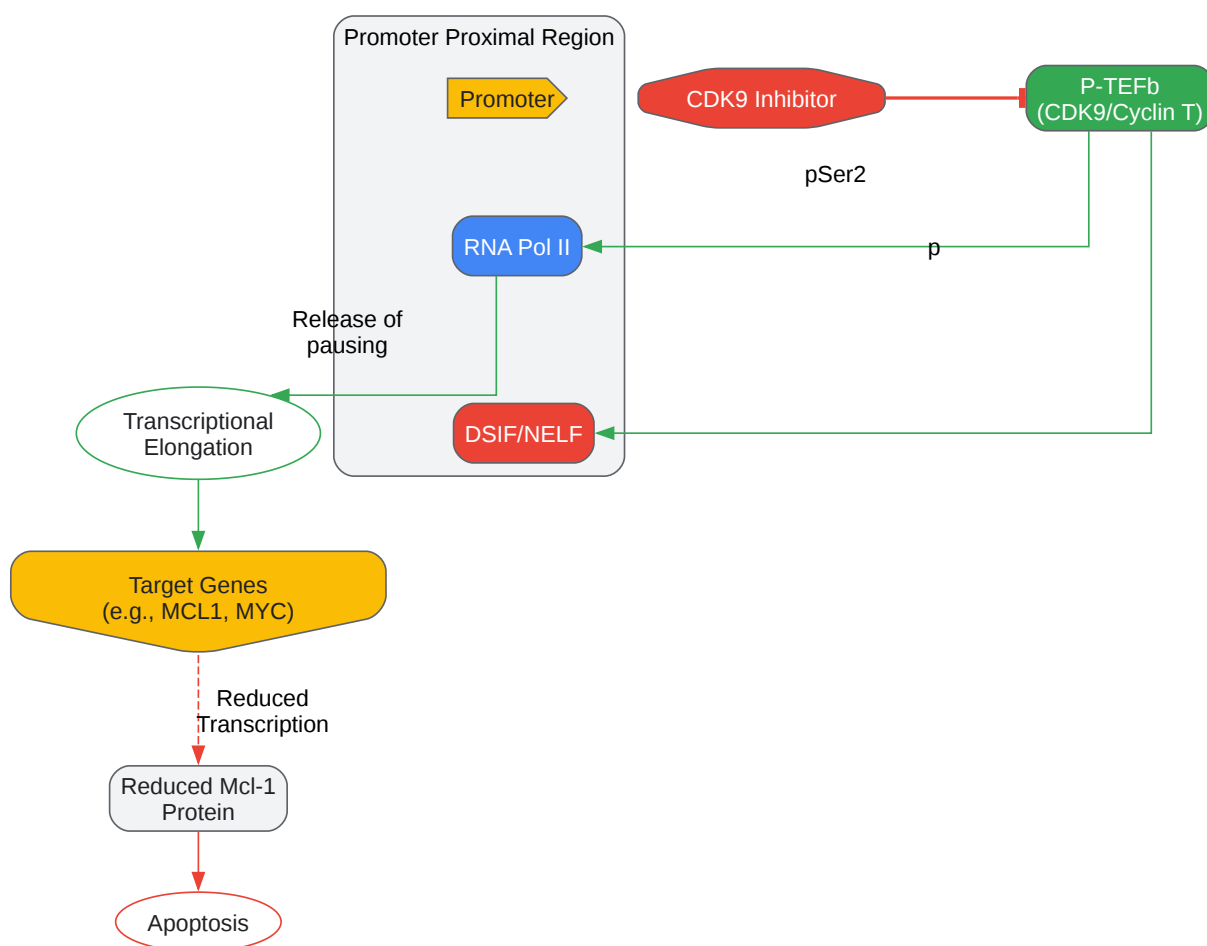 Promoter Proximal Region
Promoter
CDK9 Inhibitor
P-TEFb
(CDK9/Cyclin T)
pSer2
RNA Pol II
p
Release of
pausing
Transcriptional
Elongation
DSIF/NELF
Target Genes
(e.g., MCL1, MYC)
Reduced
Transcription
Reduced Mcl-1
Protein
Apoptosis